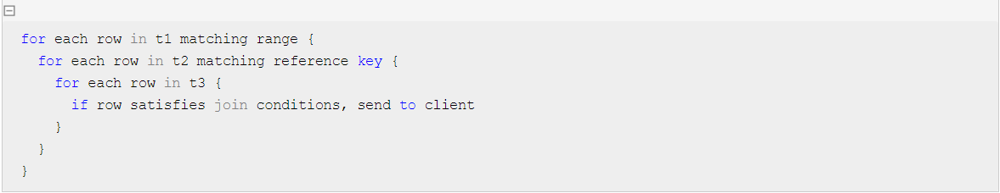 for each row in t1 matching range {
  for each row in t2 matching reference key {
    for each row in t3 {
      if row satisfies join conditions, send to client
    }
  }
}